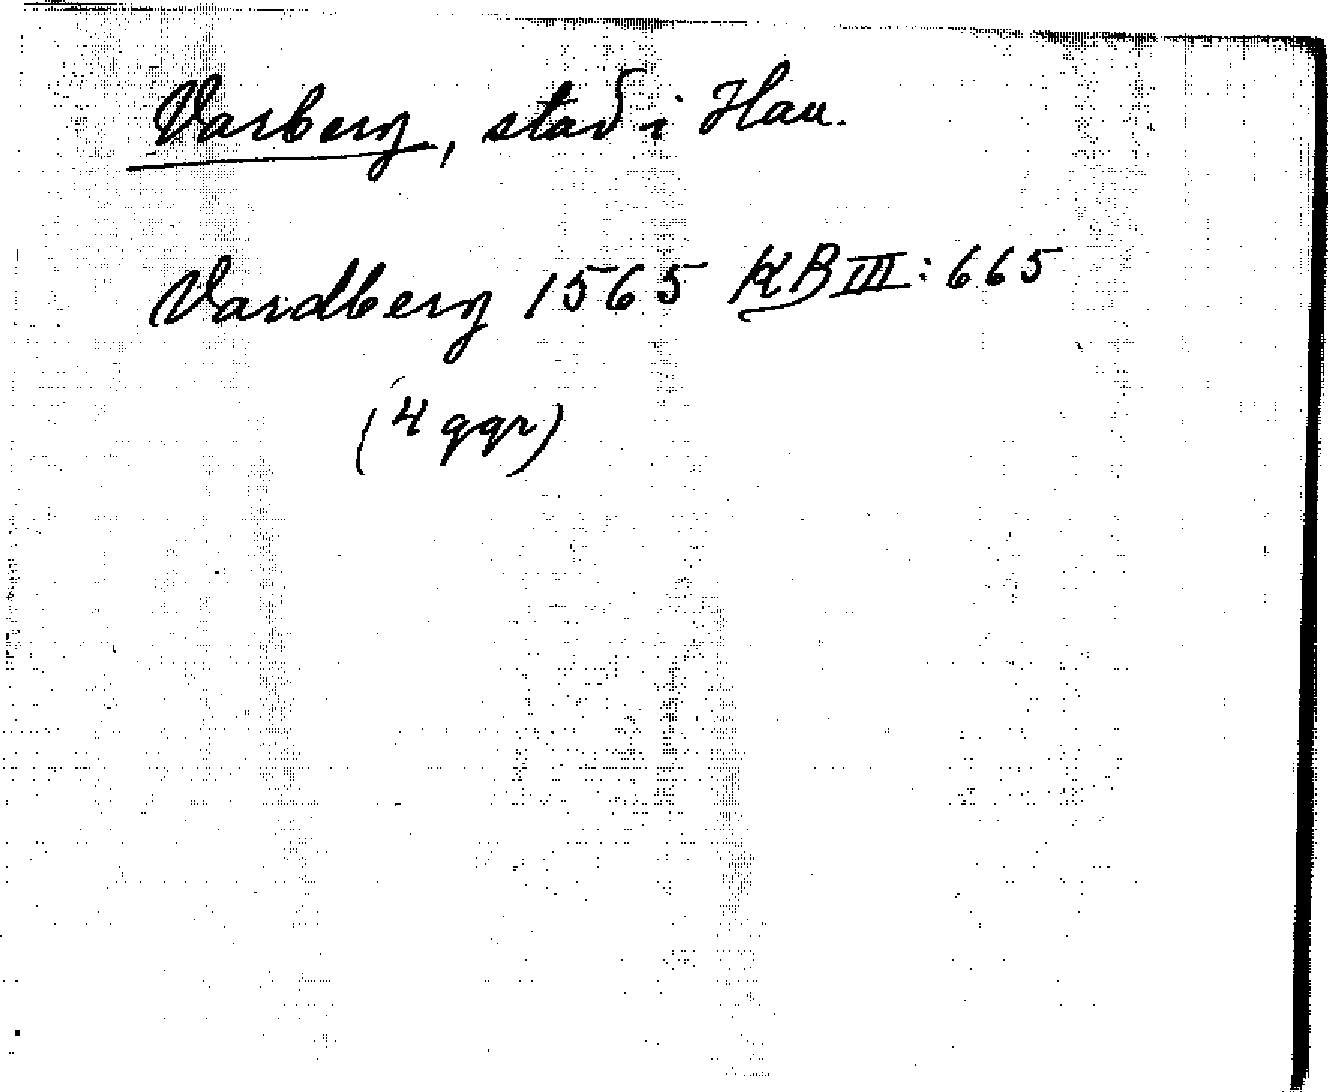 Varberg, stad i Hall.
Vardberg 1565 KB III: 665
(4 ggr)